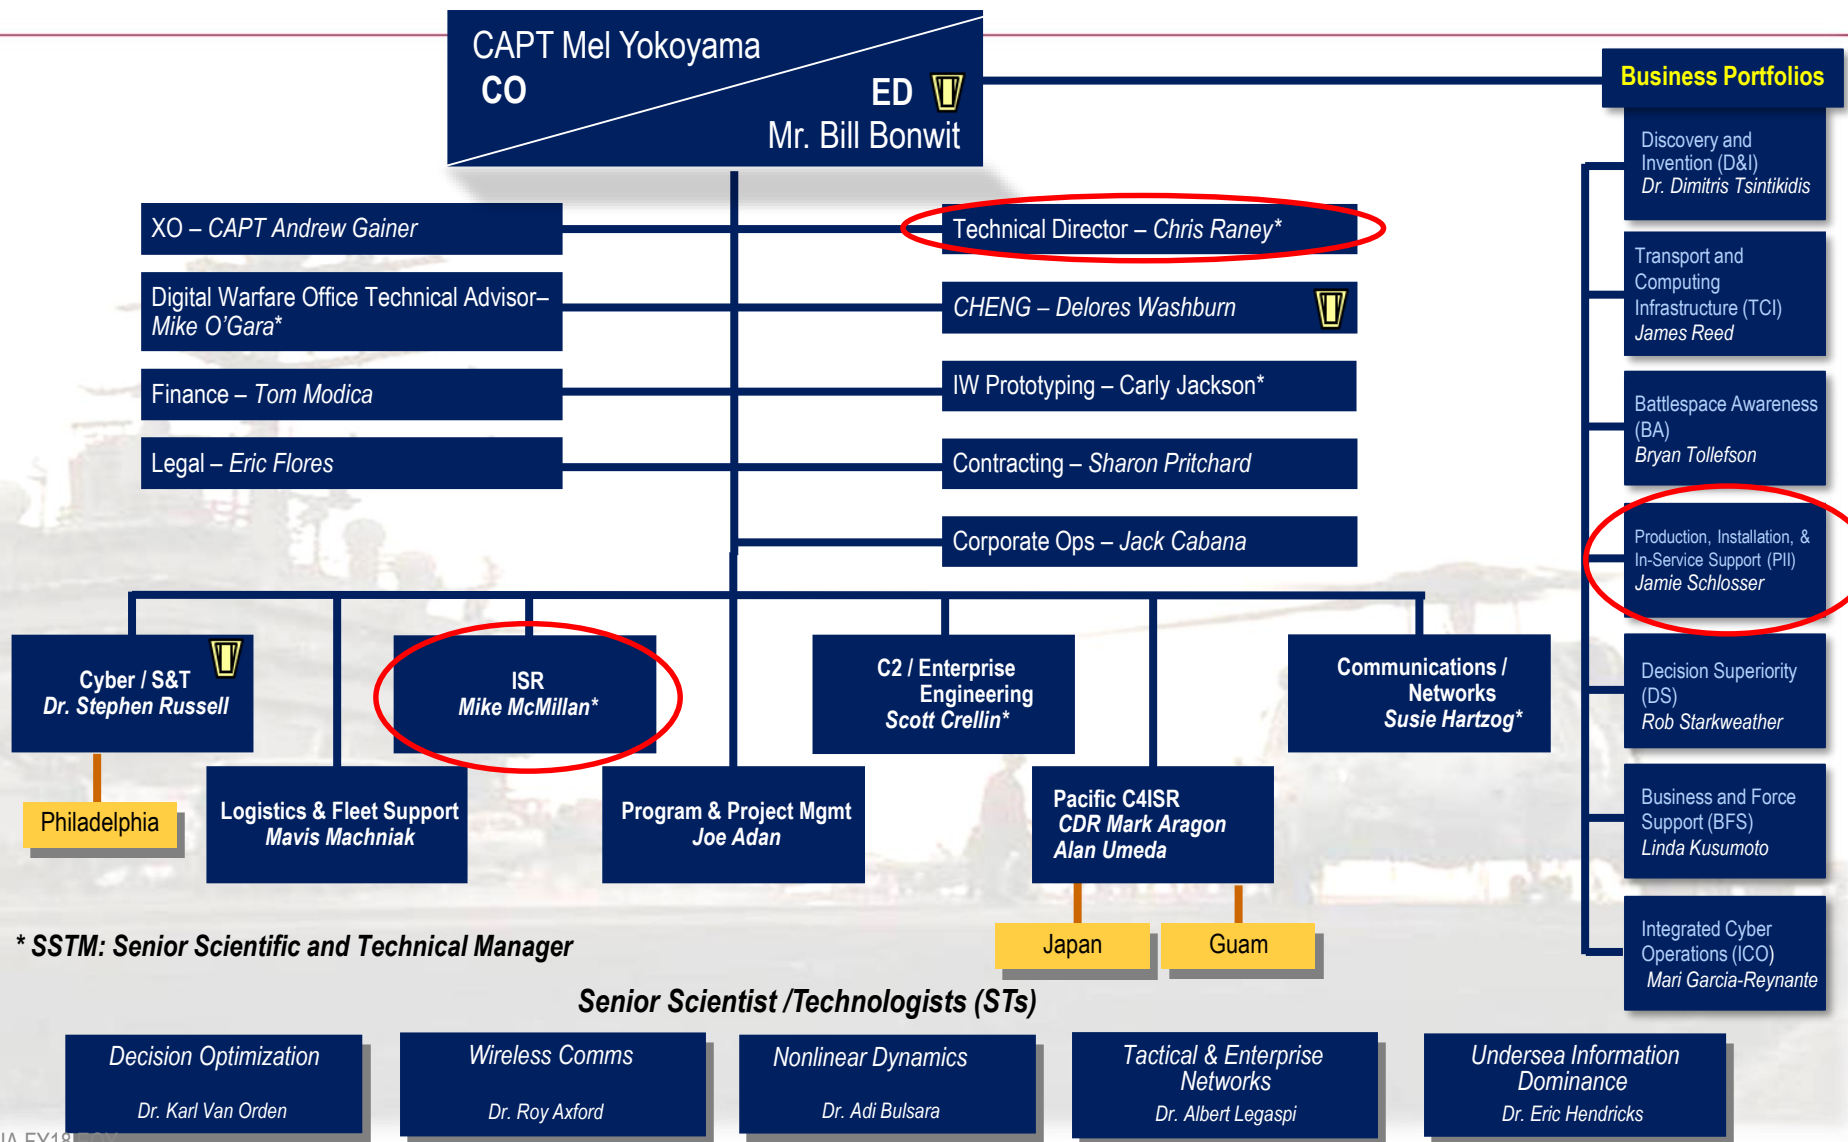 CAPT Mel Yokoyama
CO
ED
Mr. Bill Bonwit
Business Portfolios
Discovery and
Invention (D&I)
Dr. Dimitris Tsintikidis
Transport and
Computing
Infrastructure (TCI)
James Reed
Battlespace Awareness
(BA)
Bryan Tollefson
Production, Installation, &
In-Service Support (PII)
Jamie Schlosser
Decision Superiority
(DS)
Rob Starkweather
Business and Force
Support (BFS)
Linda Kusumoto
Integrated Cyber
Operations (ICO)
Mari Garcia-Reynante
XO – CAPT Andrew Gainer
Technical Director – Chris Raney*
Digital Warfare Office Technical Advisor–
Mike O'Gara*
CHENG – Delores Washburn
Finance – Tom Modica
IW Prototyping – Carly Jackson*
Legal – Eric Flores
Contracting – Sharon Pritchard
Corporate Ops – Jack Cabana
Cyber / S&T
Dr. Stephen Russell
ISR
Mike McMillan*
C2 / Enterprise
Engineering
Scott Crellin*
Communications /
Networks
Susie Hartzog*
Philadelphia
Logistics & Fleet Support
Mavis Machniak
Program & Project Mgmt
Joe Adan
Pacific C4ISR
CDR Mark Aragon
Alan Umeda
Japan
Guam
* SSTM: Senior Scientific and Technical Manager
Senior Scientist /Technologists (STs)
Decision Optimization
Dr. Karl Van Orden
Wireless Comms
Dr. Roy Axford
Nonlinear Dynamics
Dr. Adi Bulsara
Tactical & Enterprise
Networks
Dr. Albert Legaspi
Undersea Information
Dominance
Dr. Eric Hendricks